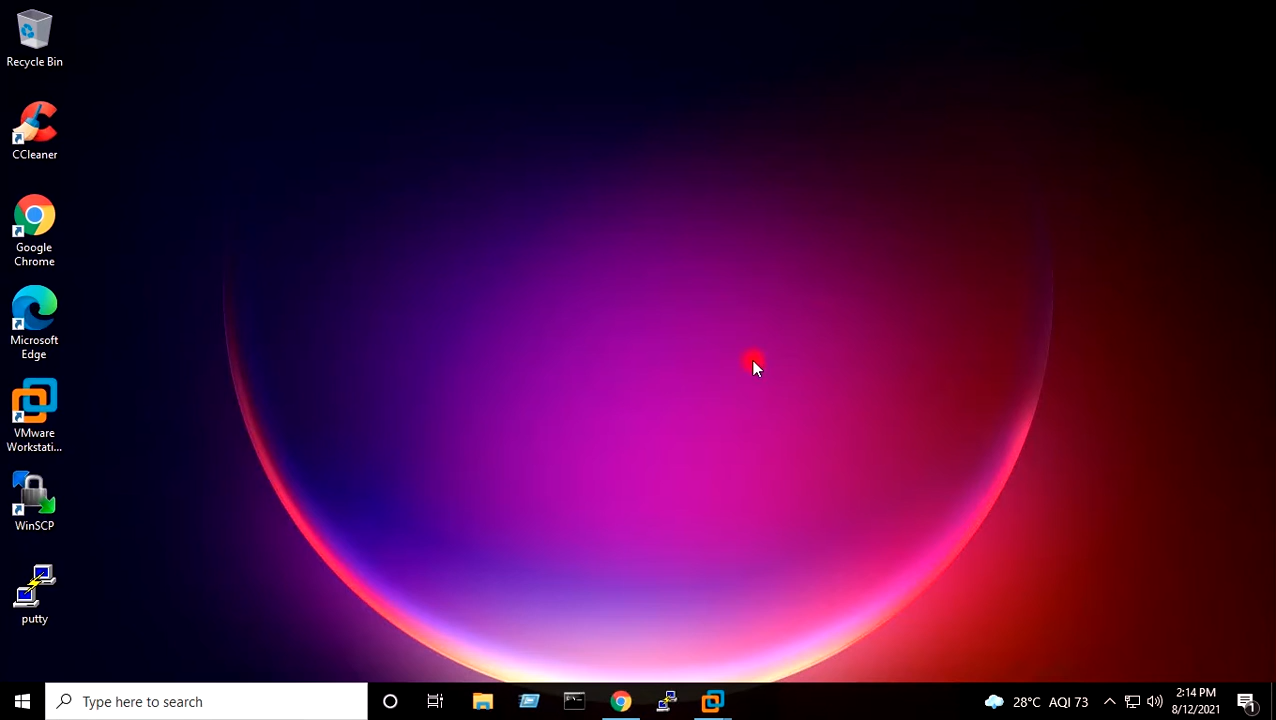 Recycle Bin
CCleaner
Google
Chrome
Microsoft
Edge
VMware
Workstati...
WinSCP
putty
Type here to search
28°C AQI 73
2:14 PM
8/12/2021
1